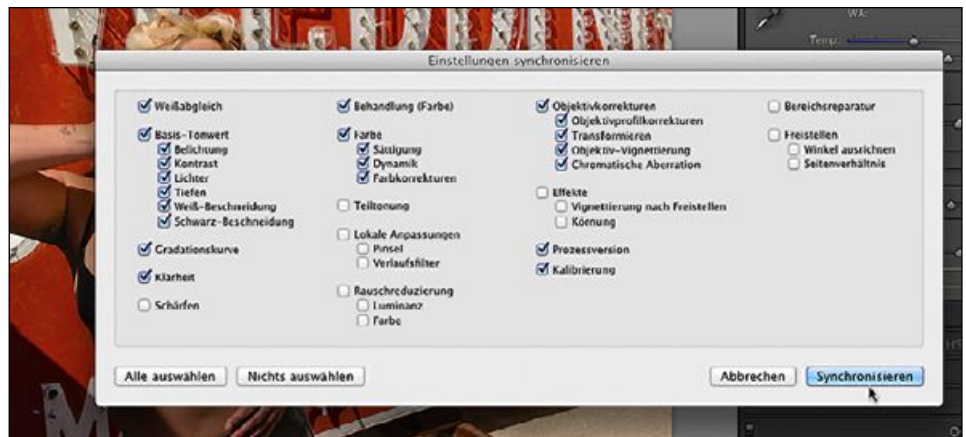 WA:
Temp.
Einstellungen synchronisieren
Weißabgleich
Basis-Tonwert
Belichtung
Kontrast
Lichter
Tiefen
Weiß-Beschneidung
Schwarz-Beschneidung
Gradationskurve
Klarheit
Schärfen
Behandlung (Farbe)
Farbe
Sättigung
Dynamik
Farbkorrekturen
Teiltonung
Lokale Anpassungen
Pinsel
Verlaufsfilter
Rauschreduzierung
Luminanz
Farbe
Objektivkorrekturen
Objektivprofilkorrekturen
Transformieren
Objektiv-Vignettierung
Chromatische Aberration
Effekte
Vignettierung nach Freistellen
Körnung
Prozessversion
Kalibrierung
Bereichsreparatur
Freistellen
Winkel ausrichten
Seitenverhältnis
Alle auswählen
Nichts auswählen
Abbrechen
Synchronisieren